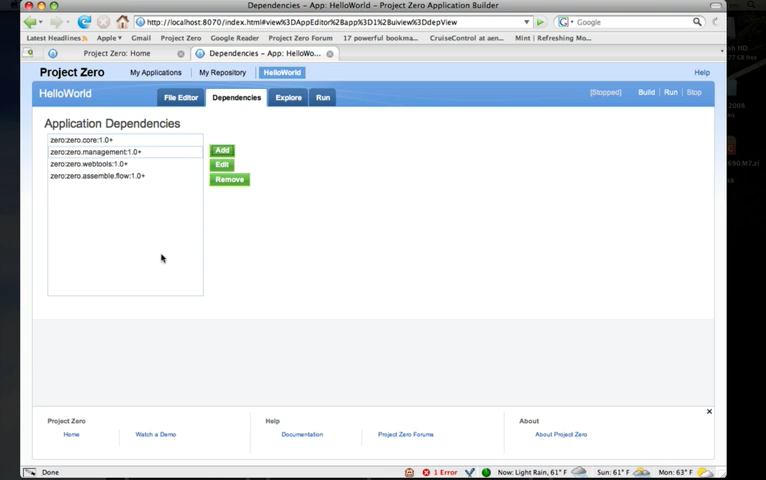 Dependencies – App: HelloWorld – Project Zero Application Builder
http://localhost:8070/index.html#view%3DAppEditor%2Bapp%3D1%2Buiview%3DdepView
Google
Latest Headlines Apple Gmail Project Zero Google Reader Project Zero Forum 17 powerful bookma... CruiseControl at aen... Mint | Refreshing Mo...
Project Zero: Home
Dependencies – App: HelloWo...
Project Zero My Applications My Repository HelloWorld Help
HelloWorld File Editor Dependencies Explore Run [Stopped] Build Run Stop
Application Dependencies
zero:zero.core:1.0+
zero:zero.management:1.0+
zero:zero.webtools:1.0+
zero:zero.assemble.flow:1.0+
Add
Edit
Remove
Project Zero Help About
Home Watch a Demo Documentation Project Zero Forums About Project Zero
Done 1 Error Now: Light Rain, 61° F Sun: 61° F Mon: 63° F